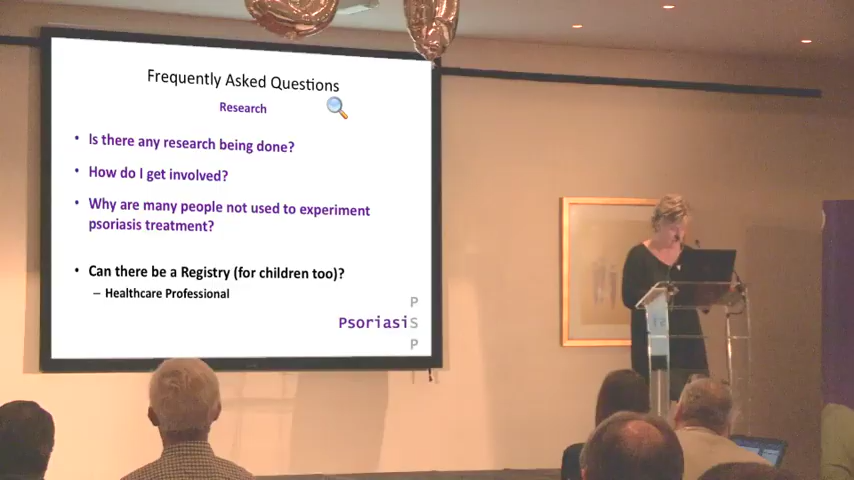 Frequently Asked Questions
Research
• Is there any research being done?
• How do I get involved?
• Why are many people not used to experiment
psoriasis treatment?
• Can there be a Registry (for children too)?
– Healthcare Professional
P
PsoriasiS
P